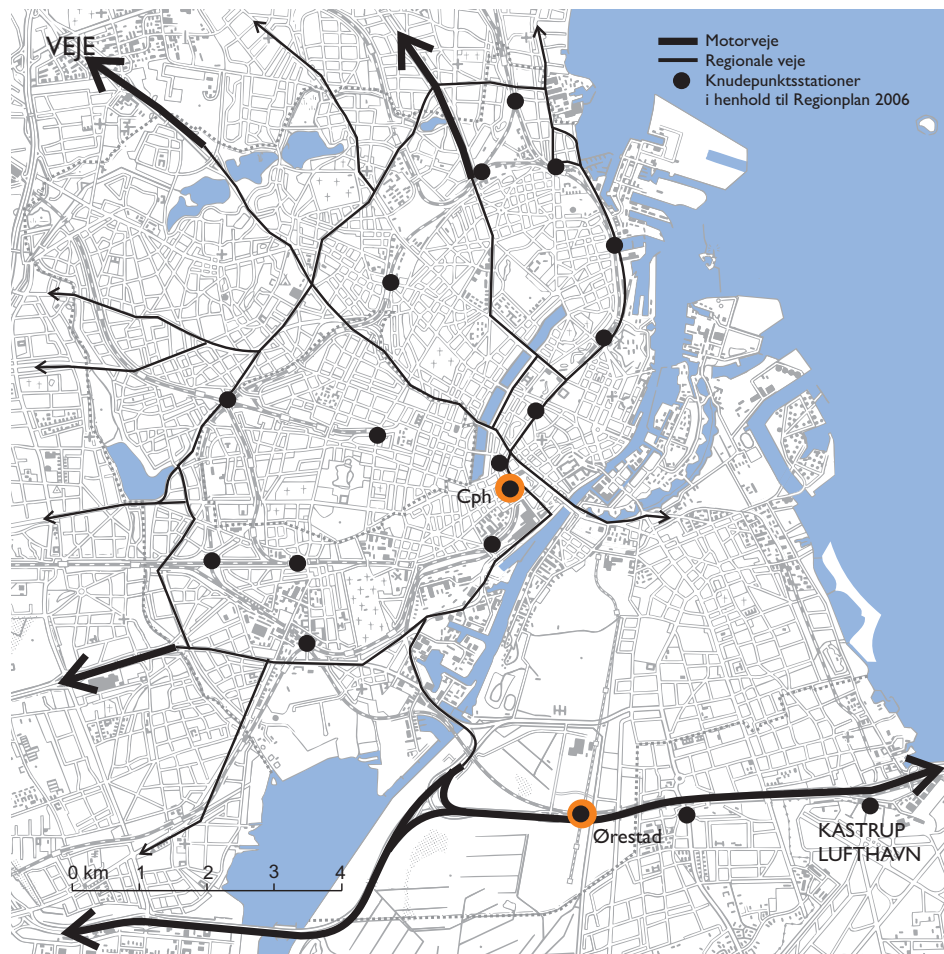 VEJE
Motorveje
Regionale veje
Knudepunktsstationer
i henhold til Regionplan 2006
Cph
Ørestad
KASTRUP
LUFTHAVN
0 km 1 2 3 4